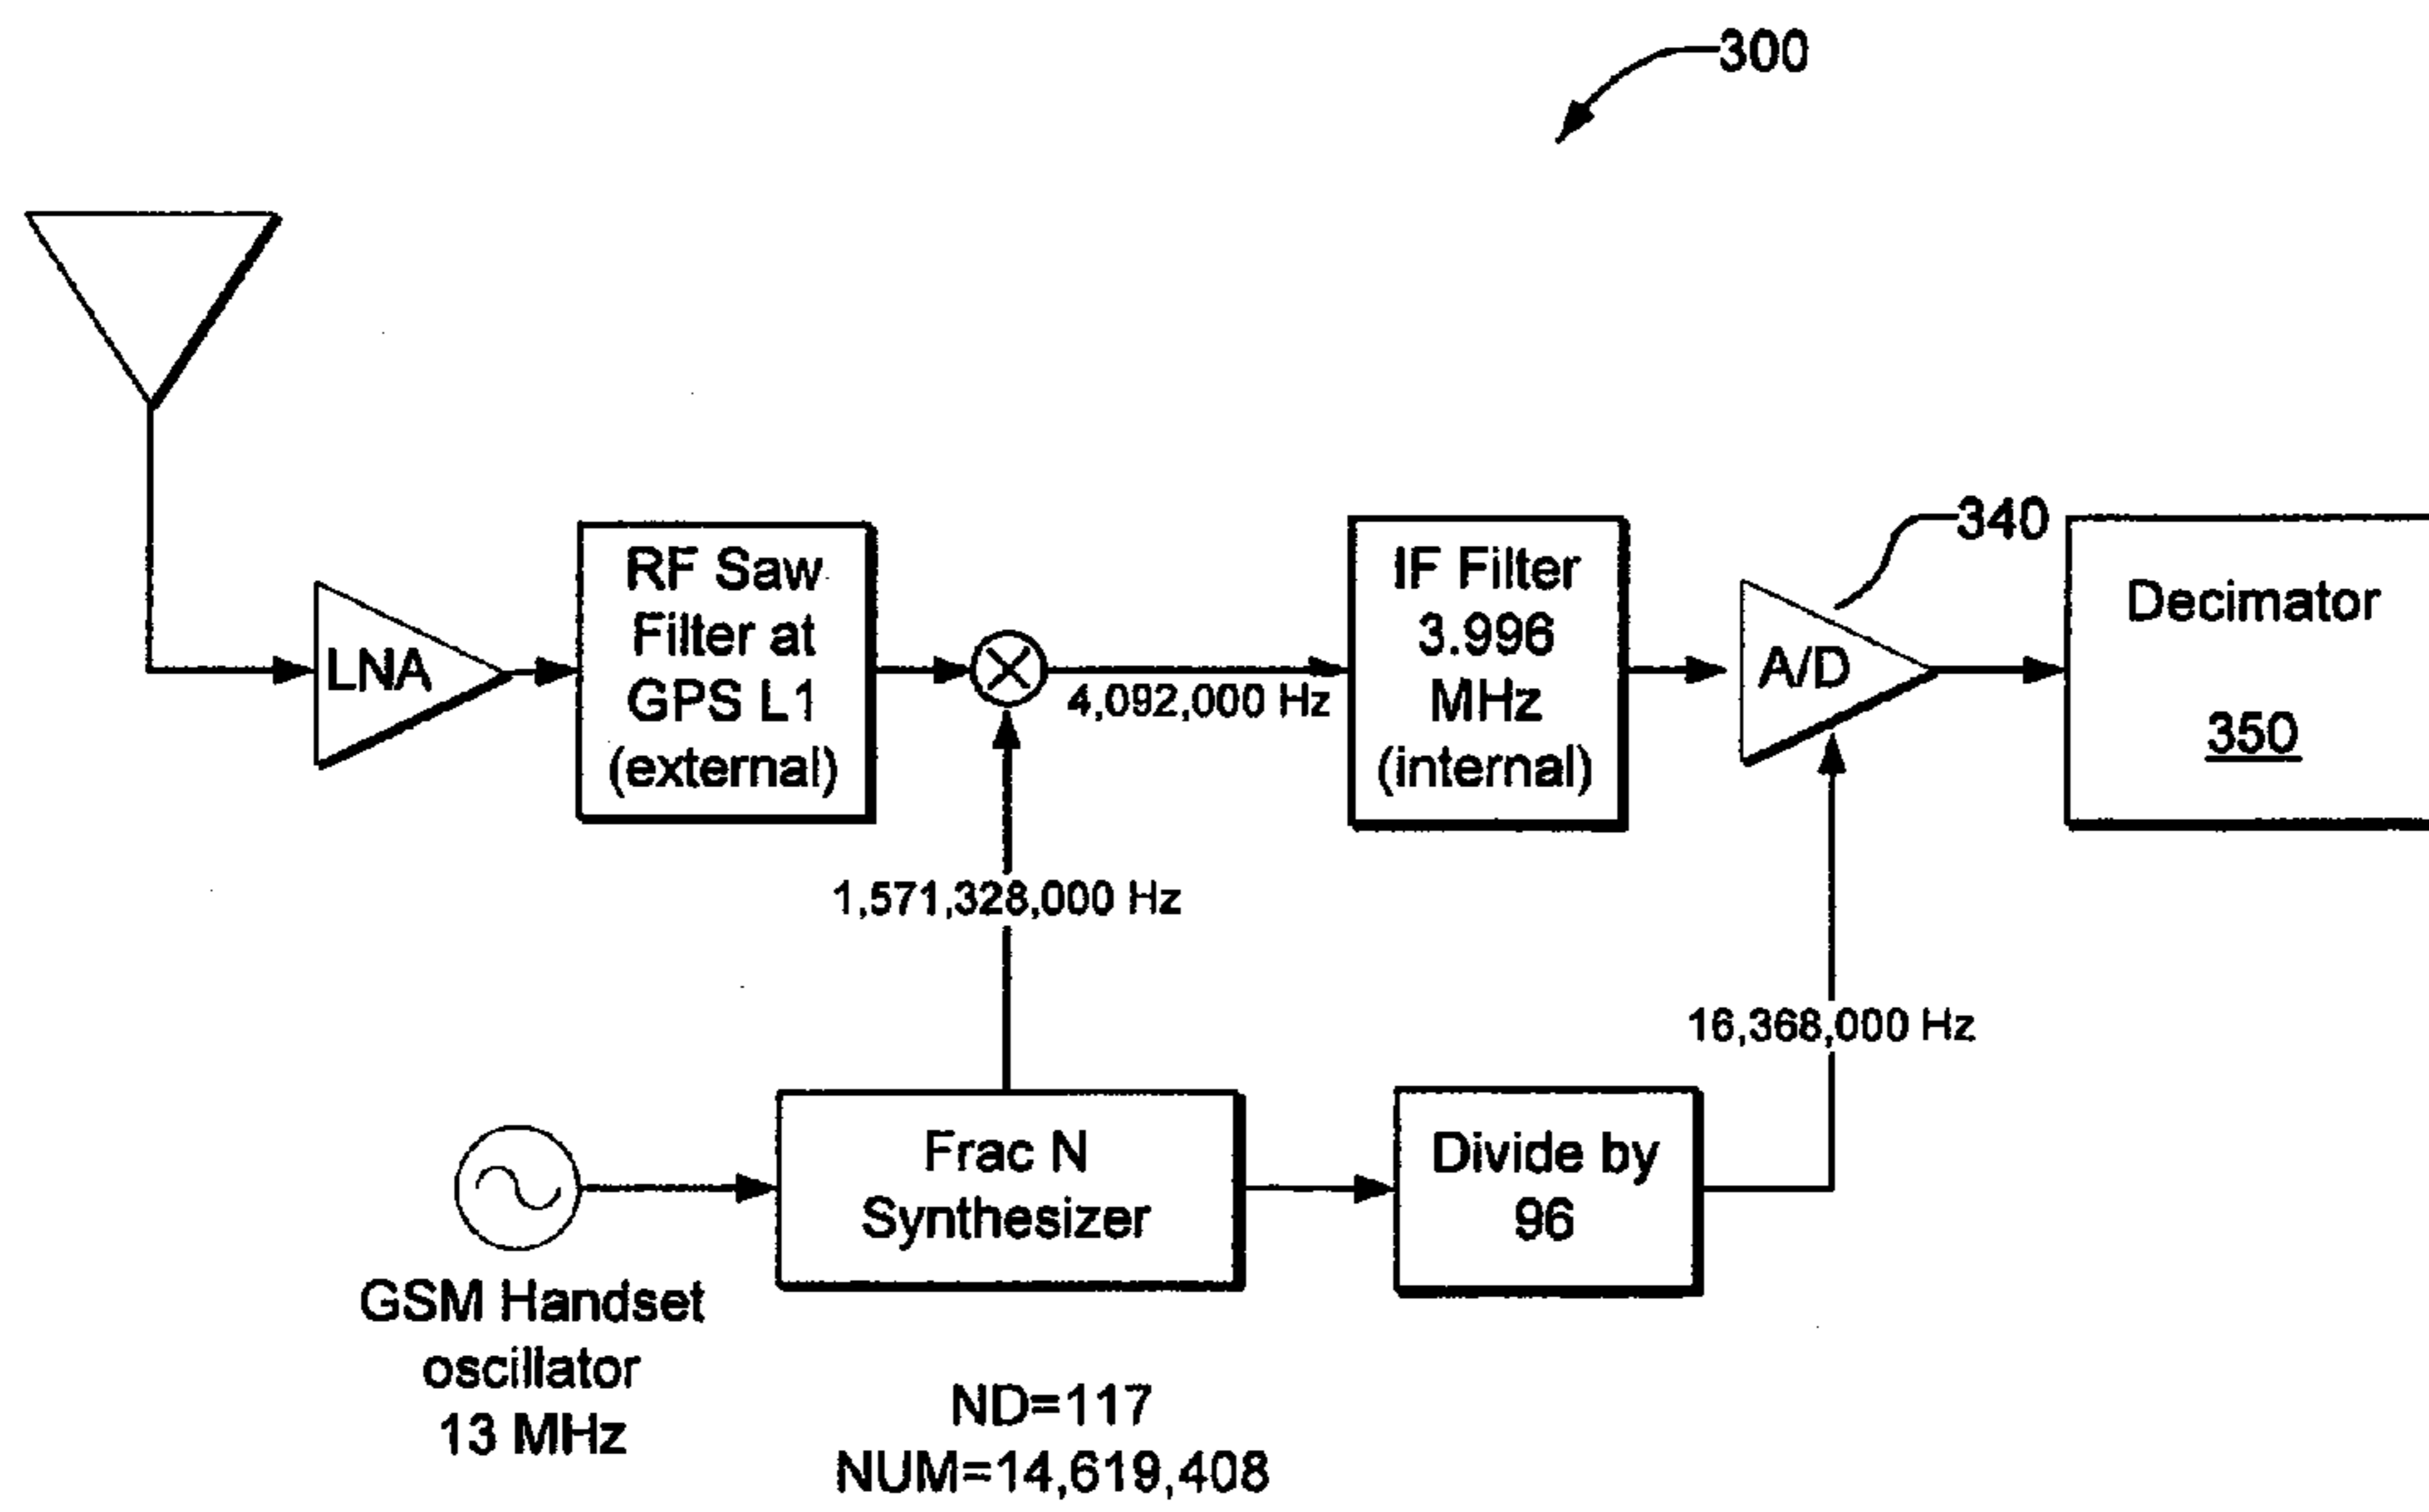 300
340
RF Saw
Filter at
GPS L1
(external)
IF Filter
3.996
MHz
(internal)
Decimator
350
LNA
A/D
4,092,000 Hz
1,571,328,000 Hz
16,368,000 Hz
Frac N
Synthesizer
Divide by
96
GSM Handset
oscillator
13 MHz
ND=117
NUM=14,619,408